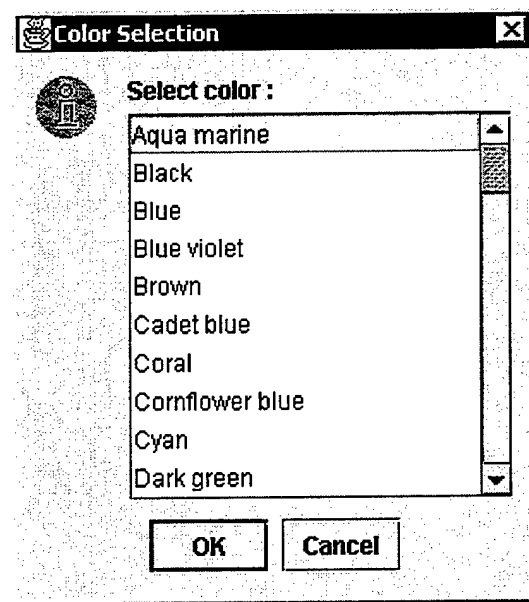 Color Selection
Select color :
Aqua marine
Black
Blue
Blue violet
Brown
Cadet blue
Coral
Cornflower blue
Cyan
Dark green
OK Cancel